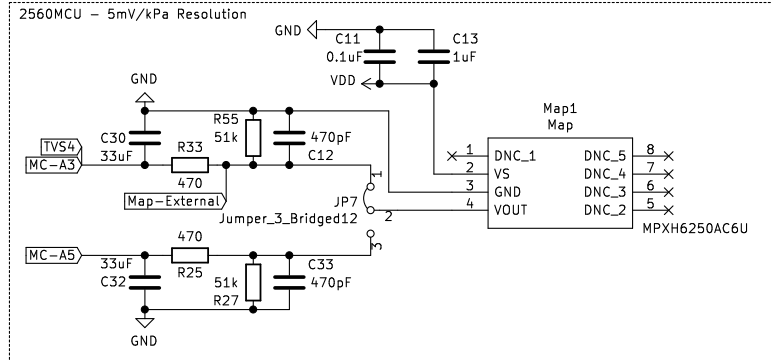 2560MCU - 5mV/kPa Resolution
GND
C11
0.1uF
C13
1uF
VDD
GND
R55
51k
470pF
C12
C30
33uF
R33
470
TVS4
MC-A3
Map-External
JP7
Jumper_3_Bridged12
1
2
3
Map1
Map
1 DNC_1
2 VS
3 GND
4 VOUT
DNC_5 8
DNC_4 7
DNC_3 6
DNC_2 5
MPXH6250AC6U
MC-A5
33uF
C32
470
R25
51k
R27
C33
470pF
GND